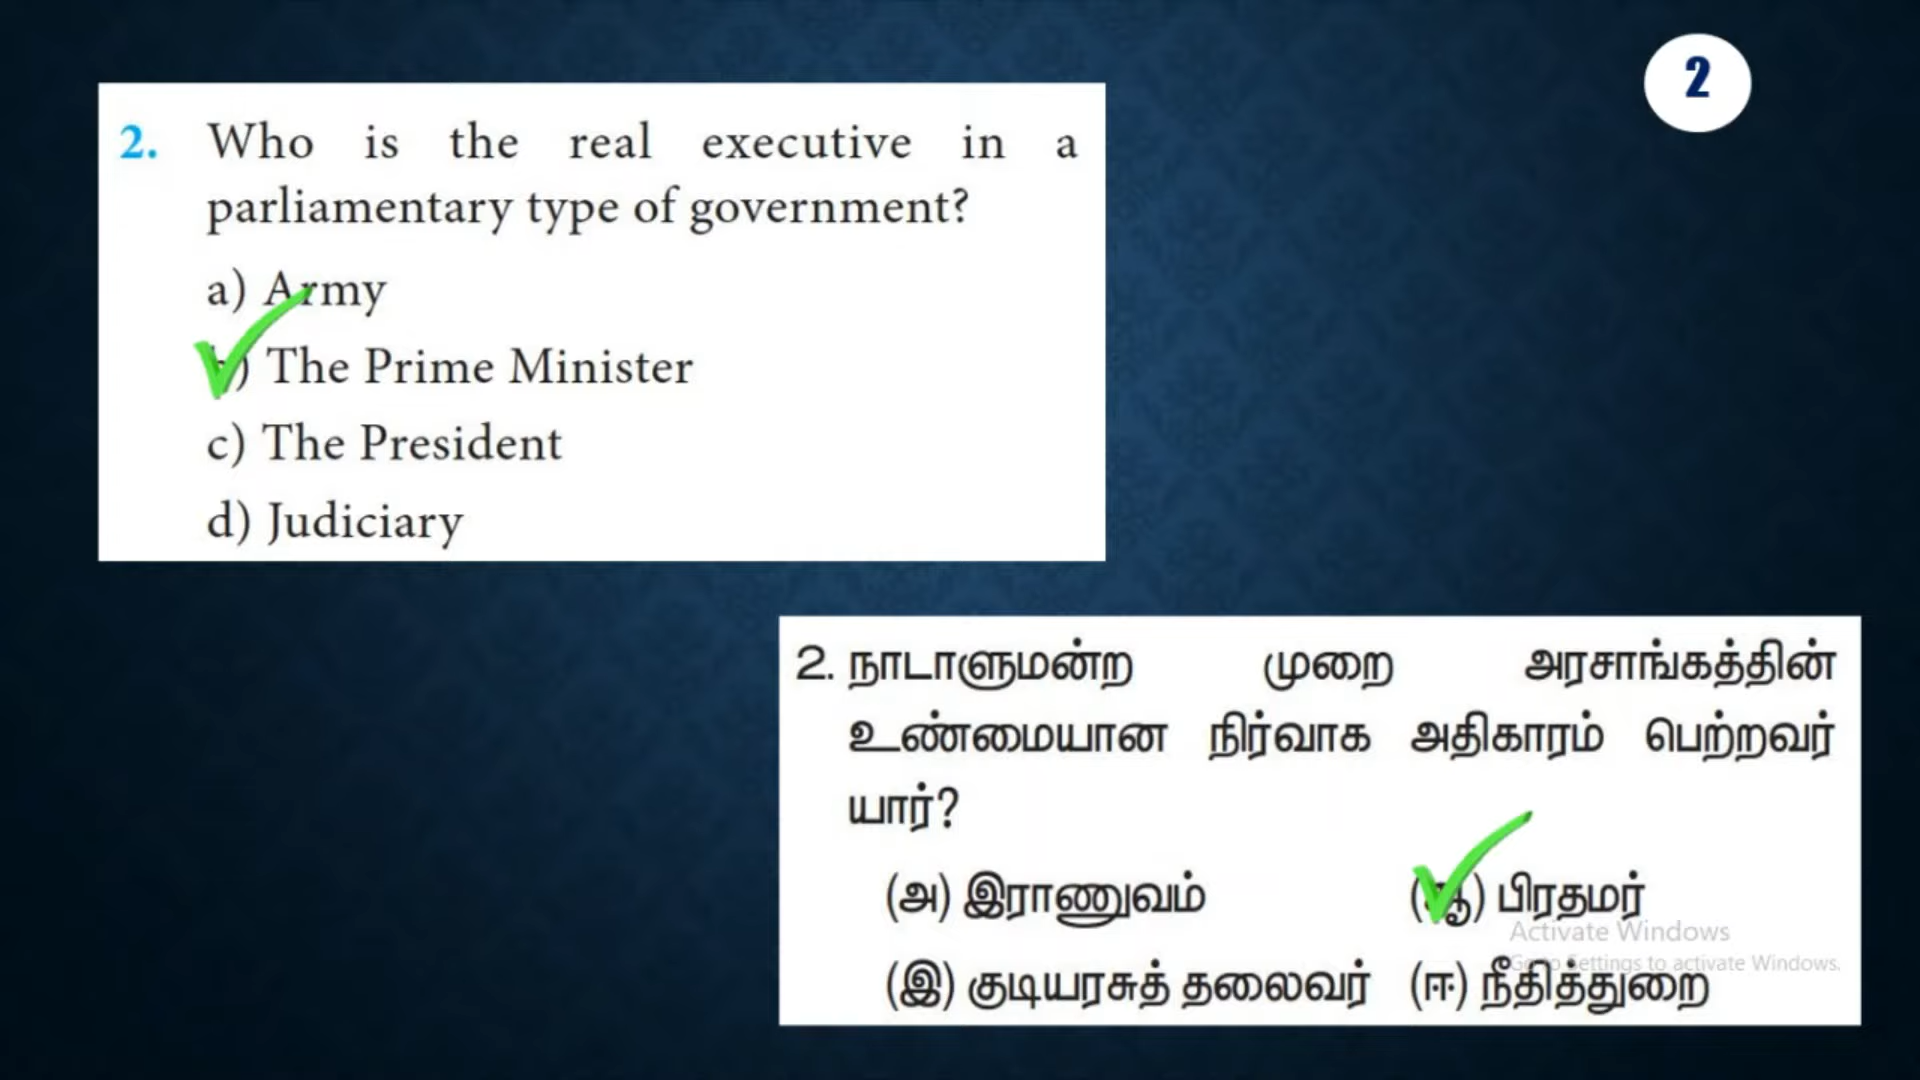 2
2. Who is the real executive in a
parliamentary type of government?
a) Army
b) The Prime Minister
c) The President
d) Judiciary
2. நாடாளுமன்ற முறை அரசாங்கத்தின்
உண்மையான நிர்வாக அதிகாரம் பெற்றவர்
யார்?
(அ) இராணுவம் (ஆ) பிரதமர்
(இ) குடியரசுத் தலைவர் (ஈ) நீதித்துறை
Activate Windows
Go to Settings to activate Windows.